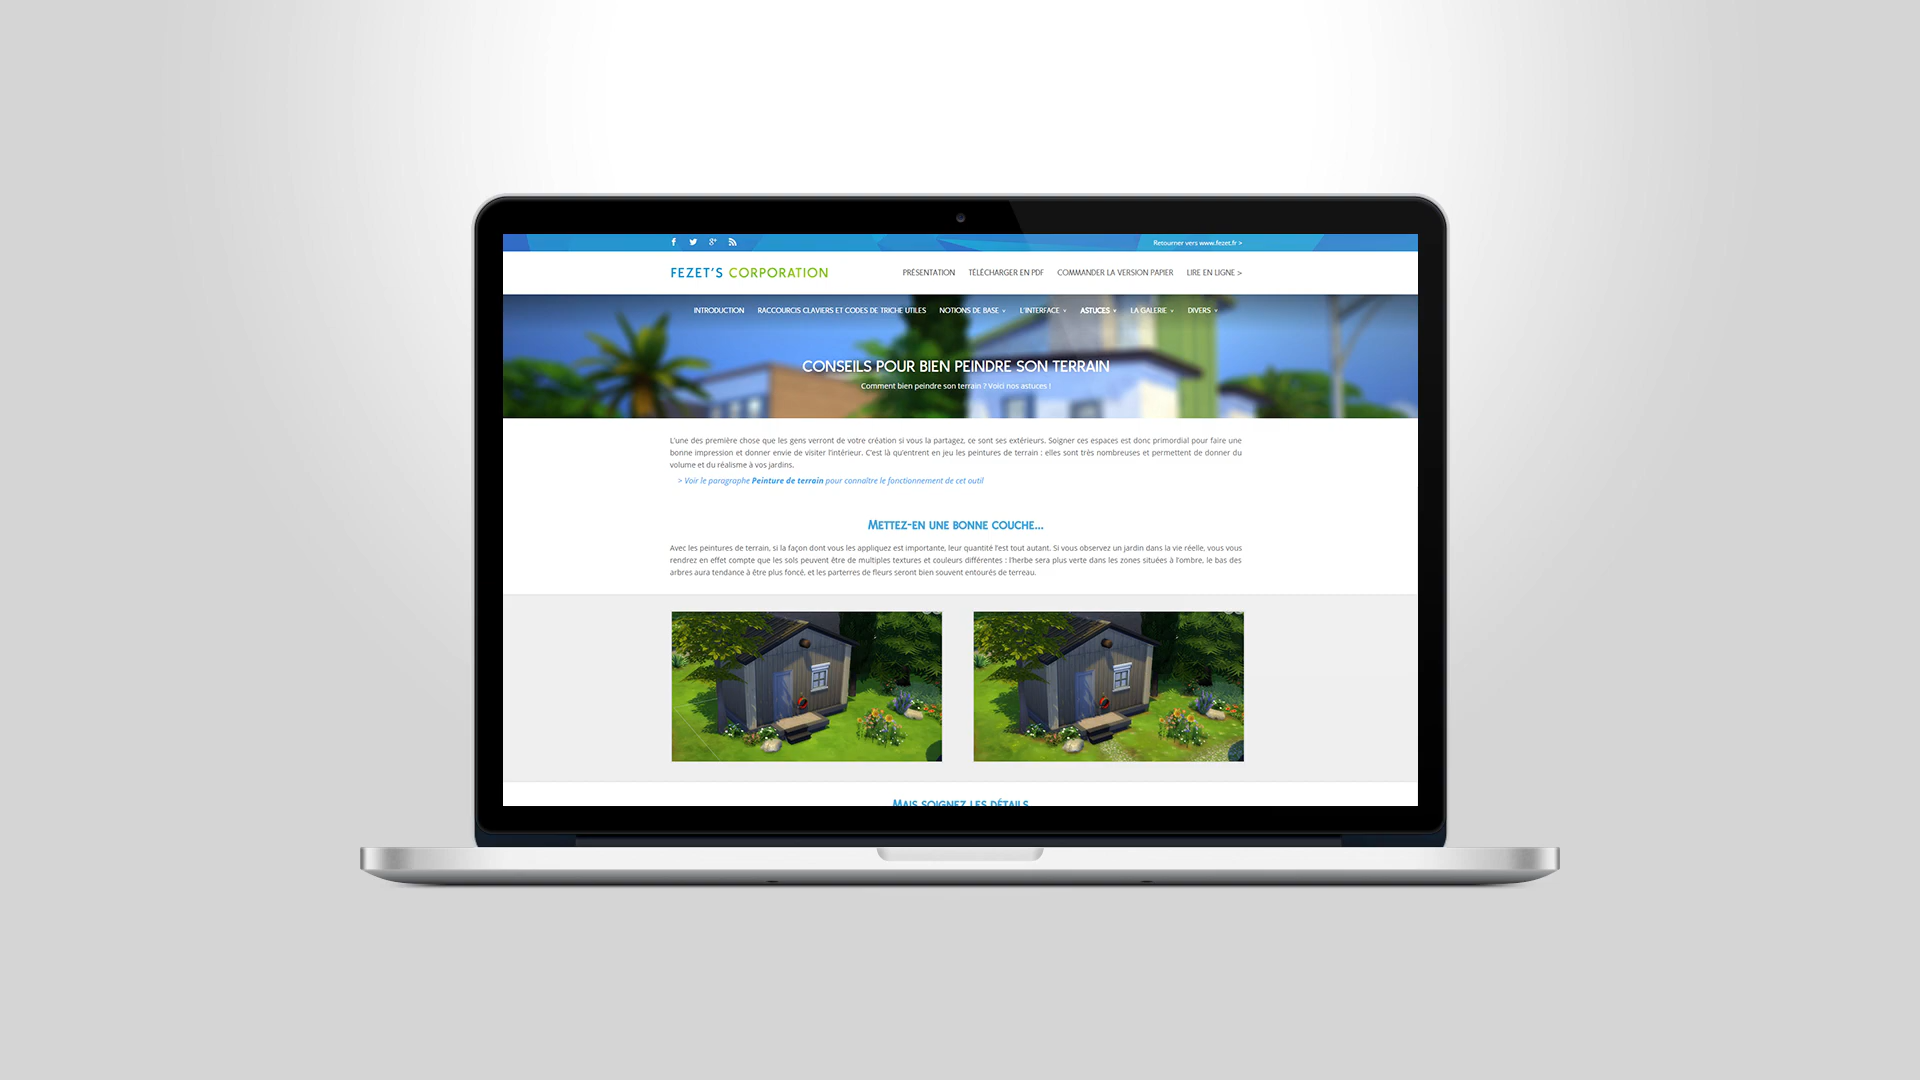 Retourner vers www.fezet.fr >
FEZET'S CORPORATION
PRÉSENTATION TÉLÉCHARGER EN PDF COMMANDER LA VERSION PAPIER LIRE EN LIGNE >
INTRODUCTION RACCOURCIS CLAVIERS ET CODES DE TRICHE UTILES NOTIONS DE BASE L'INTERFACE ASTUCES LA GALERIE DIVERS
CONSEILS POUR BIEN PEINDRE SON TERRAIN
Comment bien peindre son terrain ? Voici nos astuces !
L'une des première chose que les gens verront de votre création si vous la partagez, ce sont ses extérieurs. Soigner ces espaces est donc primordial pour faire une
bonne impression et donner envie de visiter l'intérieur. C'est là qu'entrent en jeu les peintures de terrain : elles sont très nombreuses et permettent de donner du
volume et du réalisme à vos jardins.
> Voir le paragraphe Peinture de terrain pour connaître le fonctionnement de cet outil
Mettez-en une bonne couche...
Avec les peintures de terrain, si la façon dont vous les appliquez est importante, leur quantité l'est tout autant. Si vous observez un jardin dans la vie réelle, vous vous
rendrez en effet compte que les sols peuvent être de multiples textures et couleurs différentes : l'herbe sera plus verte dans les zones situées à l'ombre, le bas des
arbres aura tendance à être plus foncé, et les parterres de fleurs seront bien souvent entourés de terreau.
Mais soignez les détails